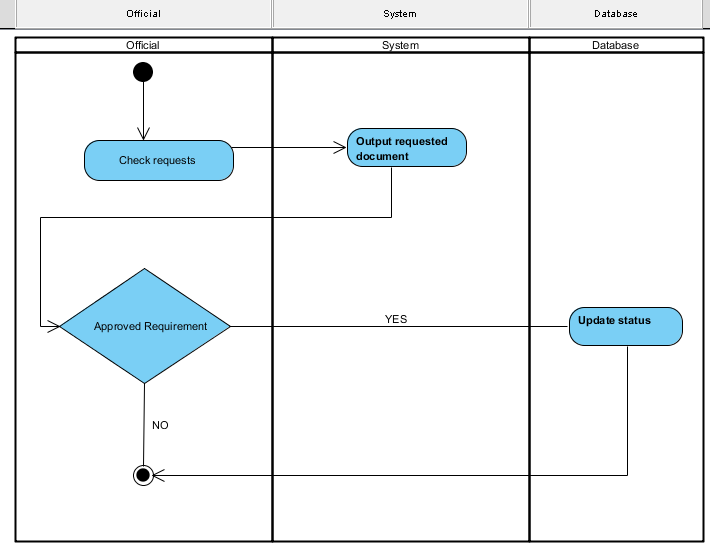 Official System Database
Official System Database
Check requests
Output requested
document
Approved Requirement
YES
Update status
NO